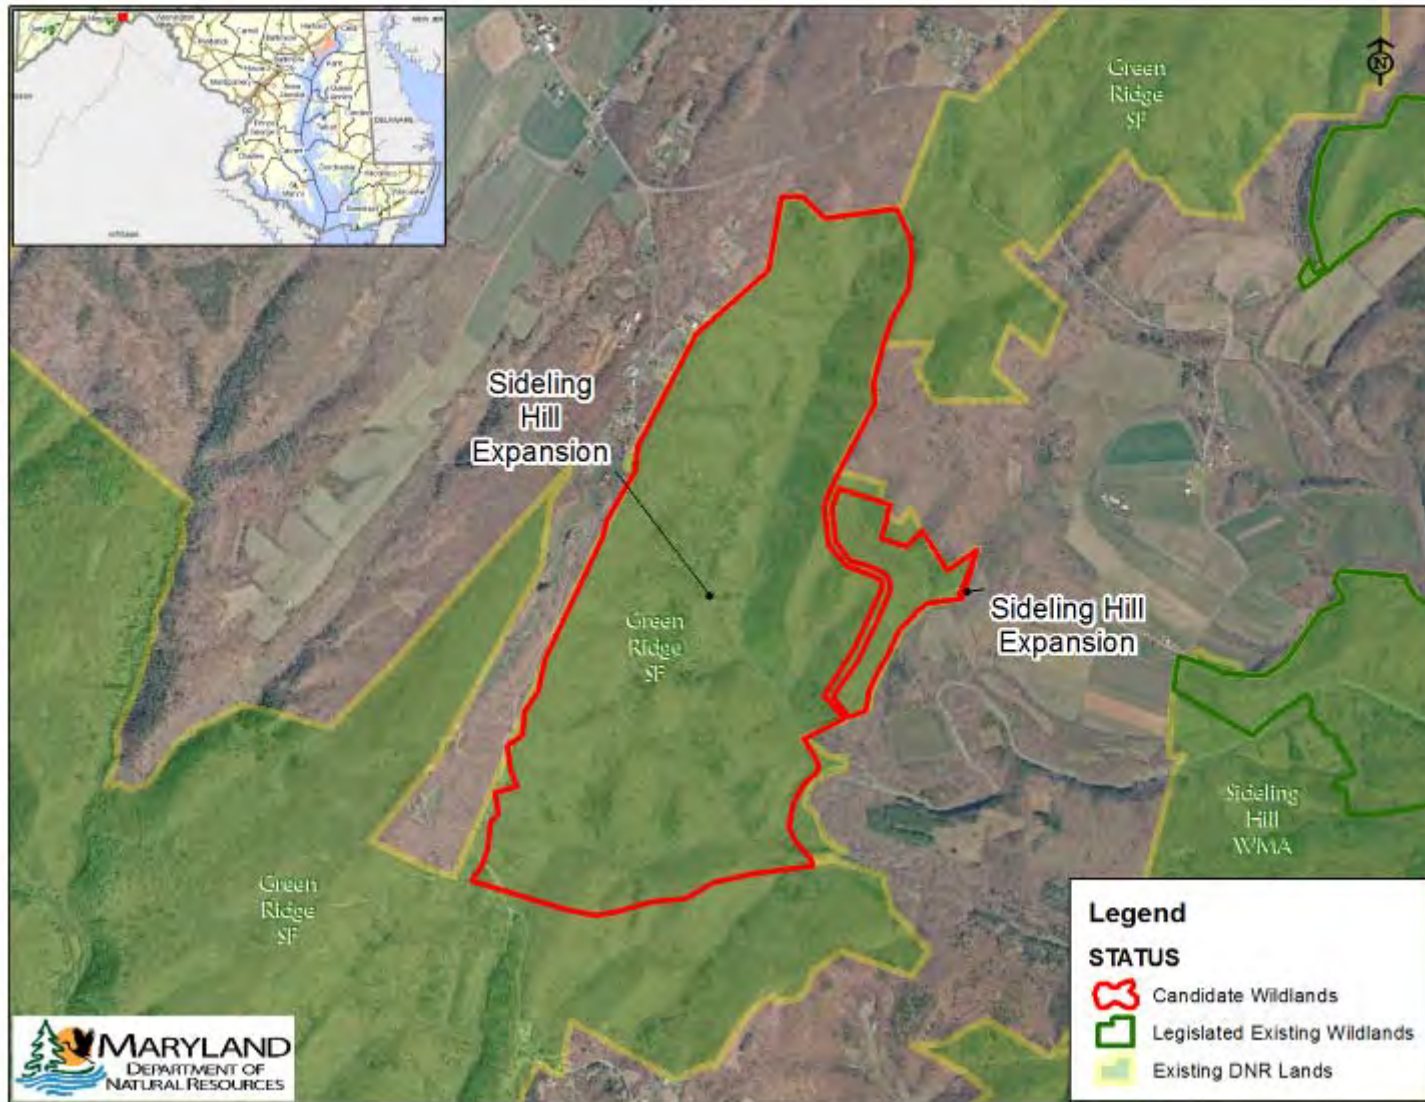 Green
Ridge
SF
Sideling
Hill
Expansion
Green
Ridge
SF
Sideling Hill
Expansion
Sideling
Hill
WMA
Green
Ridge
SF
N
DELAWARE
Legend
STATUS
Candidate Wildlands
Legislated Existing Wildlands
Existing DNR Lands
MARYLAND
DEPARTMENT OF
NATURAL RESOURCES